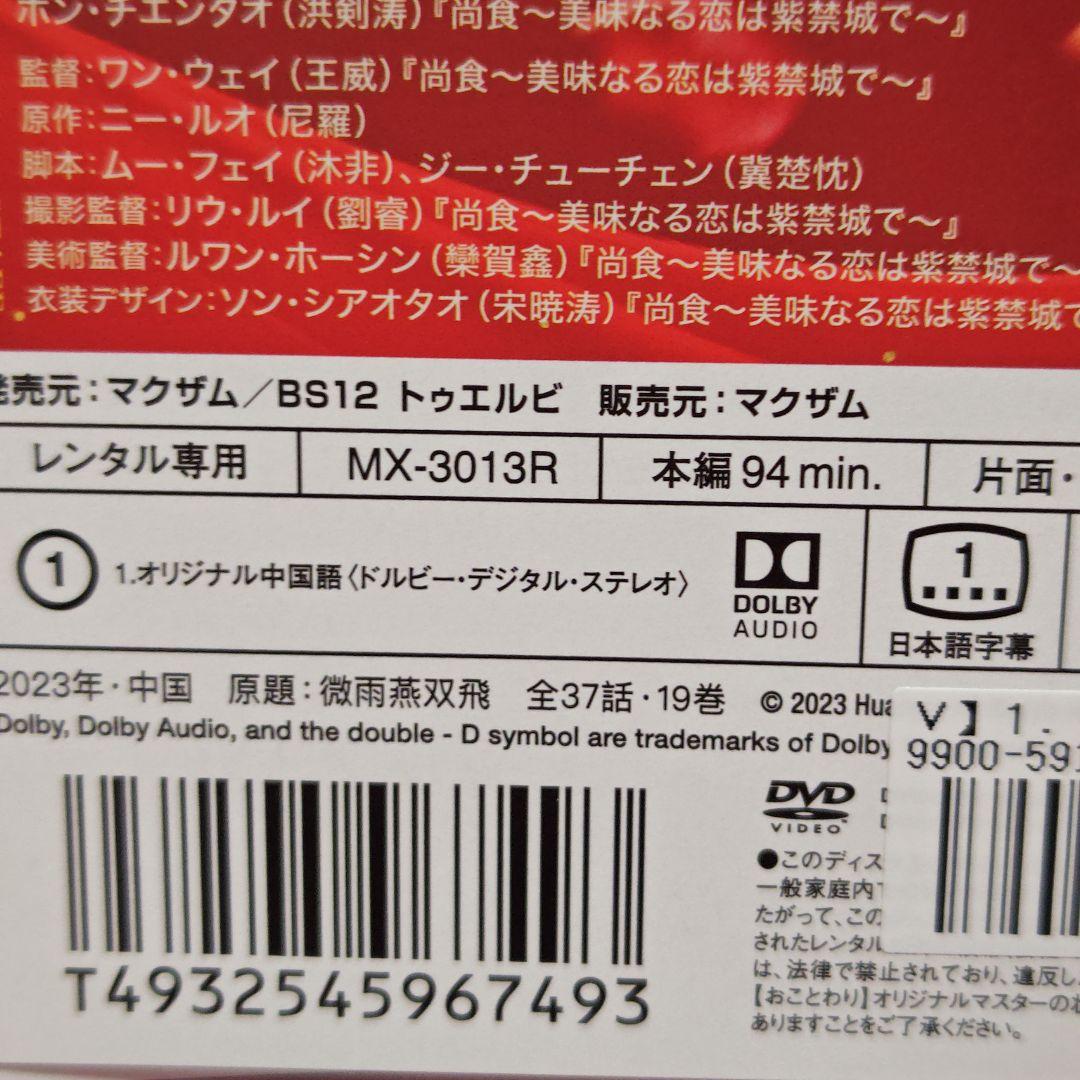 ホン・チエンタオ（洪剣涛）『尚食〜美味なる恋は紫禁城で〜』
監督：ワン・ウェイ（王威）『尚食〜美味なる恋は紫禁城で〜』
原作：ニー・ルオ（尼羅）
脚本：ムー・フェイ（沐非）、ジー・チューチェン（冀楚忱）
撮影監督：リウ・ルイ（劉睿）『尚食〜美味なる恋は紫禁城で〜』
美術監督：ルワン・ホーシン（欒賀鑫）『尚食〜美味なる恋は紫禁城で〜
衣装デザイン：ソン・シアオタオ（宋暁涛）『尚食〜美味なる恋は紫禁城で
発売元：マクザム／BS12 トゥエルビ 販売元：マクザム
レンタル専用 MX-3013R 本編 94 min. 片面・
1 1.オリジナル中国語〈ドルビー・デジタル・ステレオ〉
DOLBY
AUDIO
1
日本語字幕
2023年・中国 原題：微雨燕双飛 全37話・19巻 © 2023 Hua
Dolby, Dolby Audio, and the double - D symbol are trademarks of Dolby
V】1.
9900-591
DVD
VIDEO
●このディス
一般家庭内
たがって、この
されたレンタル
は、法律で禁止されており、違反し
【おことわり】オリジナルマスターの状
ありますことをご了承ください。
T4932545967493